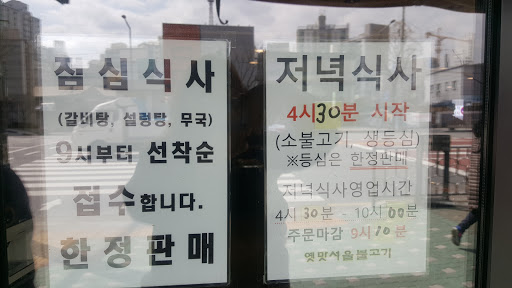 점심식사
(갈비탕, 설렁탕, 무국)
9시부터 선착순
접수합니다.
한정판매
저녁식사
4시30분 시작
(소불고기, 생등심)
※등심은 한정판매
저녁식사영업시간
4시 30분 - 10시 00분
주문마감 9시 10분
옛맛서울불고기